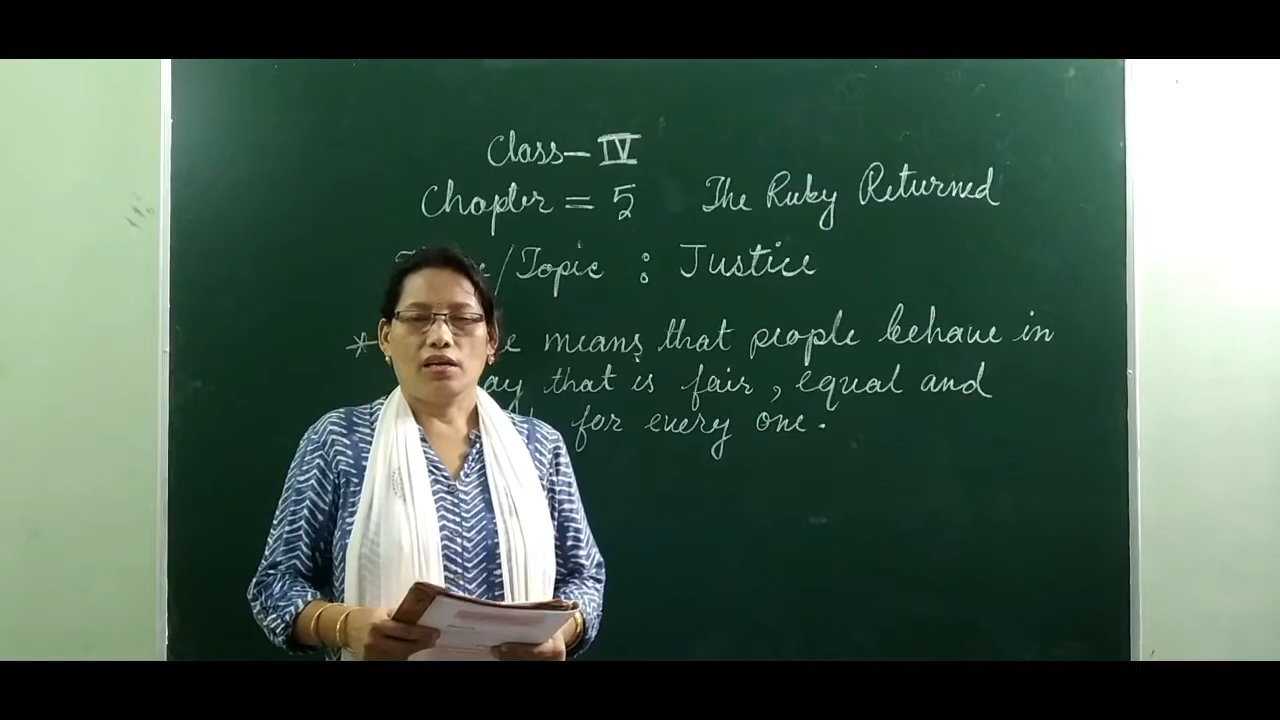 Class- IV
Chapter = 5 The Ruby Returned
/Topic : Justice
* means that people behave in
that is fair, equal and
for every one.